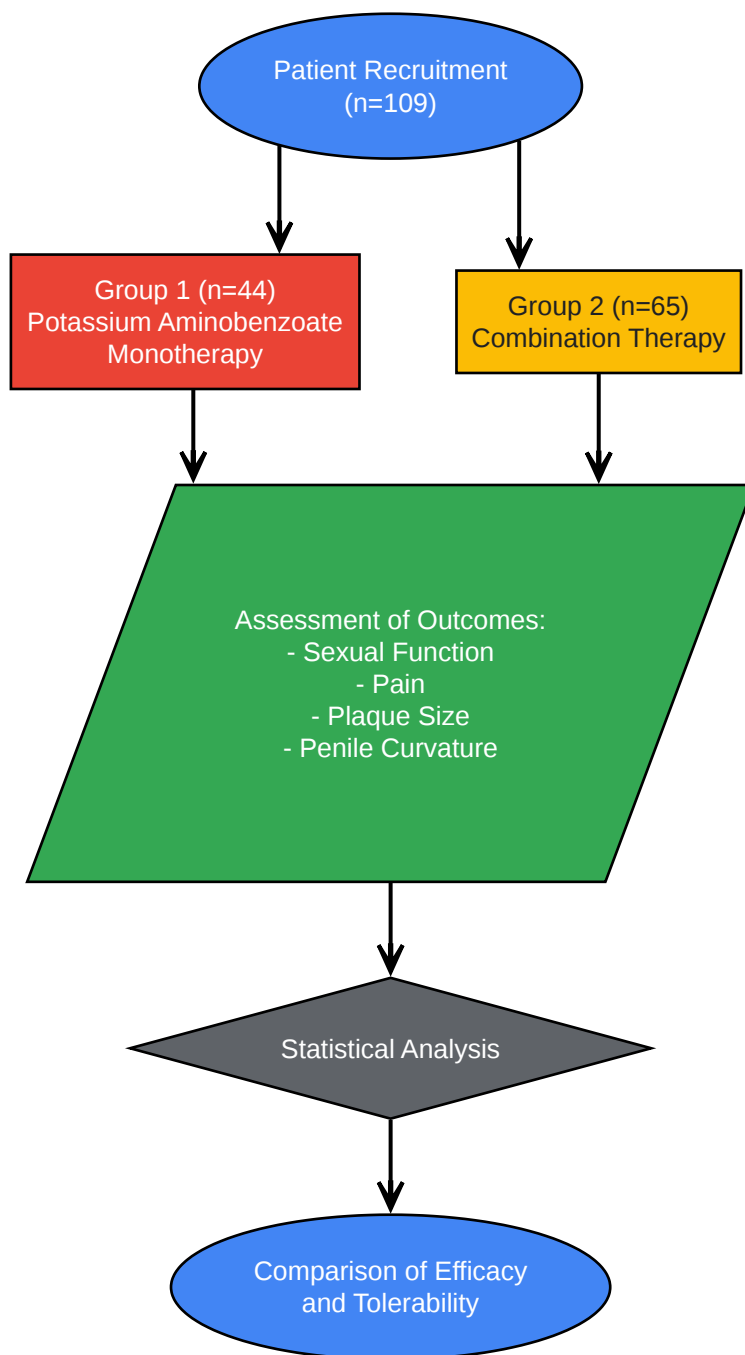 Patient Recruitment
(n=109)
Group 1 (n=44)
Potassium Aminobenzoate
Monotherapy
Group 2 (n=65)
Combination Therapy
Assessment of Outcomes:
- Sexual Function
- Pain
- Plaque Size
- Penile Curvature
Statistical Analysis
Comparison of Efficacy
and Tolerability